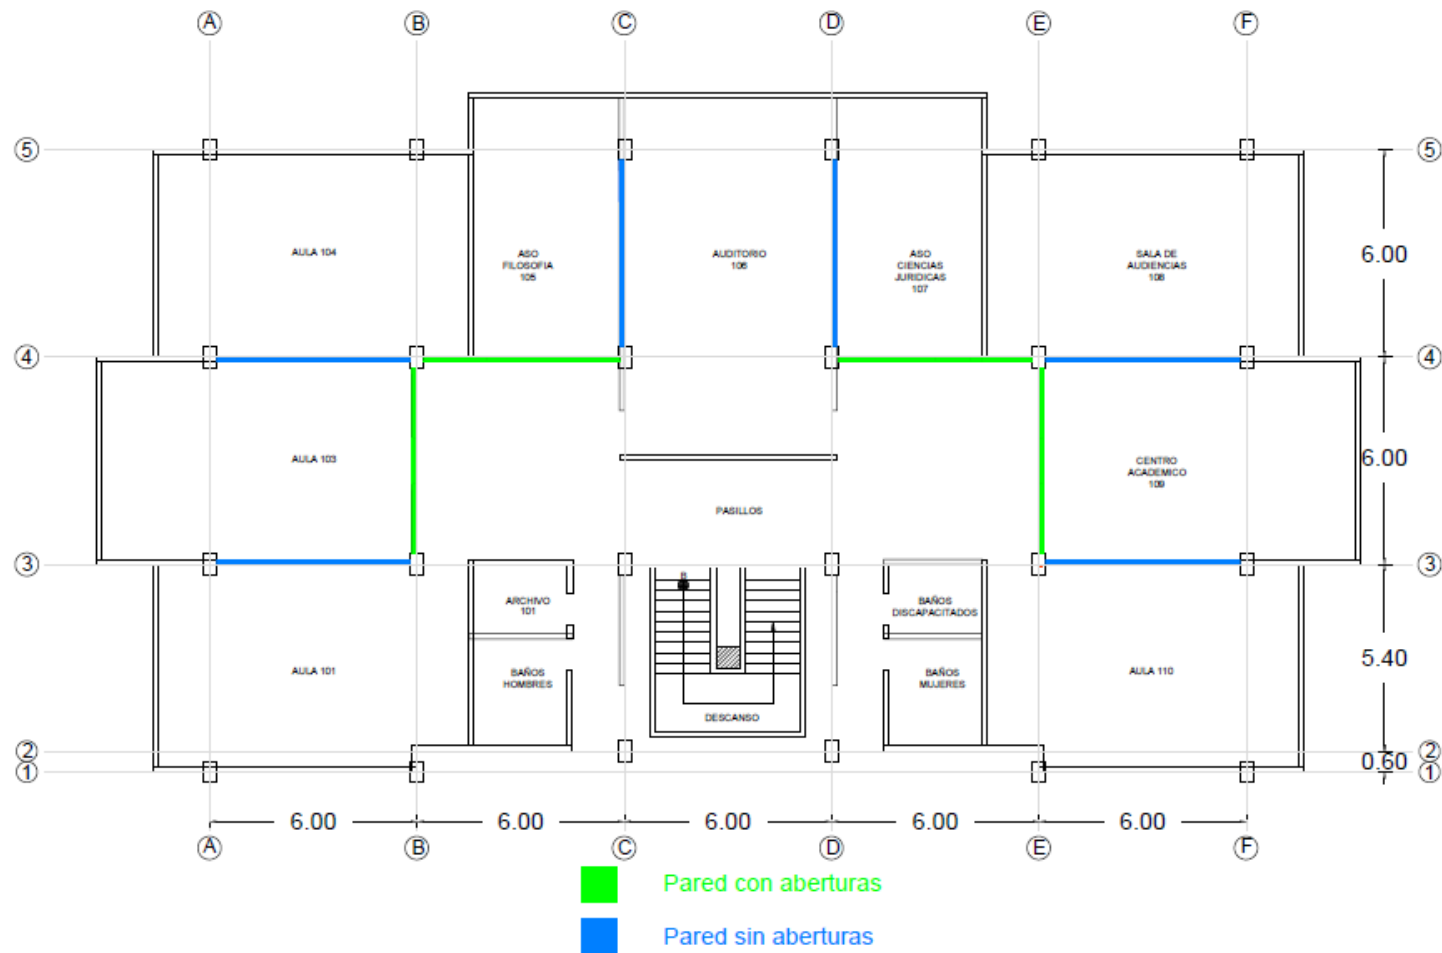 A B C D E F
5 5
6.00
AULA 104
ASO
FILOSOFIA
105
AUDITORIO
106
ASO
CIENCIAS
JURIDICAS
107
SALA DE
AUDIENCIAS
108
4 4
6.00
AULA 103
CENTRO
ACADEMICO
109
PASILLOS
3 3
B
ARCHIVO
101
BAÑOS
DISCAPACITADOS
5.40
AULA 101
BAÑOS
HOMBRES
BAÑOS
MUJERES
AULA 110
DESCANSO
2 2
0.60
1 1
6.00 6.00 6.00 6.00 6.00
A B C D E F
Pared con aberturas
Pared sin aberturas